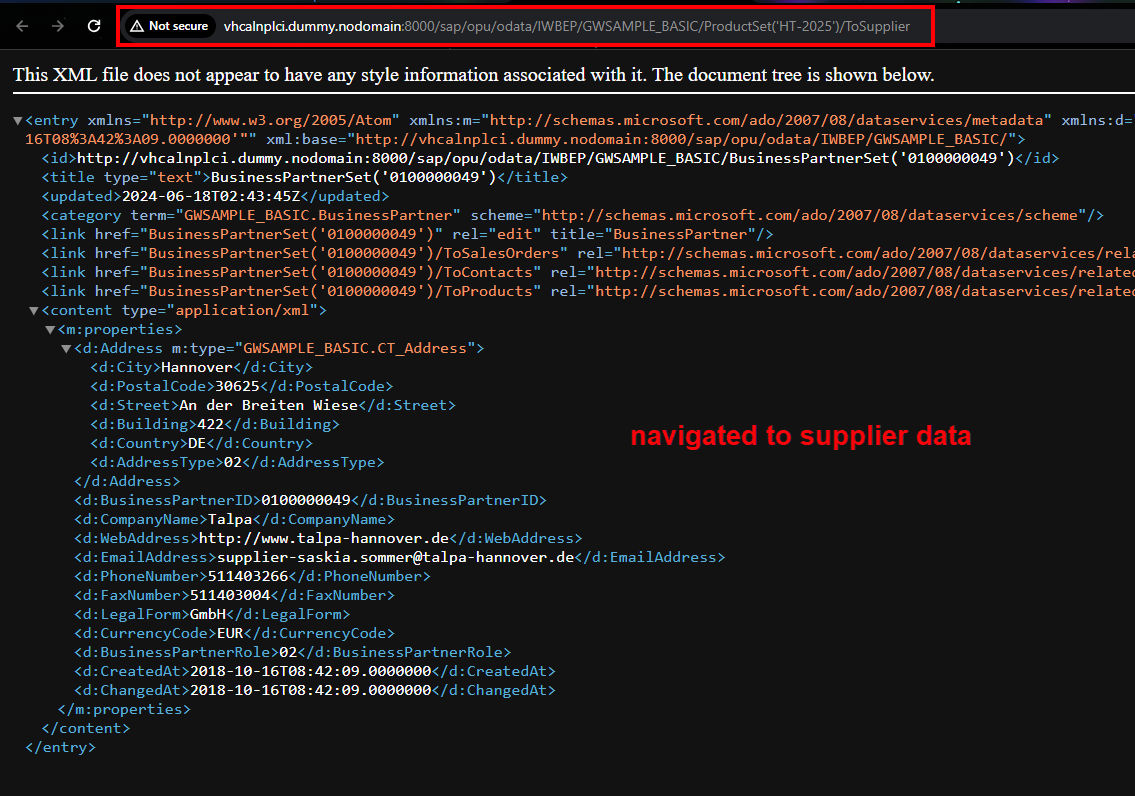 Not secure vhcalnplci.dummy.nodomain:8000/sap/opu/odata/IWBEP/GWSAMPLE_BASIC/ProductSet('HT-2025')/ToSupplier
This XML file does not appear to have any style information associated with it. The document tree is shown below.
▼<entry xmlns="http://www.w3.org/2005/Atom" xmlns:m="http://schemas.microsoft.com/ado/2007/08/dataservices/metadata" xmlns:d="
16T08%3A42%3A09.0000000'"" xml:base="http://vhcalnplci.dummy.nodomain:8000/sap/opu/odata/IWBEP/GWSAMPLE_BASIC/">
<id>http://vhcalnplci.dummy.nodomain:8000/sap/opu/odata/IWBEP/GWSAMPLE_BASIC/BusinessPartnerSet('0100000049')</id>
<title type="text">BusinessPartnerSet('0100000049')</title>
<updated>2024-06-18T02:43:45Z</updated>
<category term="GWSAMPLE_BASIC.BusinessPartner" scheme="http://schemas.microsoft.com/ado/2007/08/dataservices/scheme"/>
<link href="BusinessPartnerSet('0100000049')" rel="edit" title="BusinessPartner"/>
<link href="BusinessPartnerSet('0100000049')/ToSalesOrders" rel="http://schemas.microsoft.com/ado/2007/08/dataservices/rela
<link href="BusinessPartnerSet('0100000049')/ToContacts" rel="http://schemas.microsoft.com/ado/2007/08/dataservices/related
<link href="BusinessPartnerSet('0100000049')/ToProducts" rel="http://schemas.microsoft.com/ado/2007/08/dataservices/related
▼<content type="application/xml">
▼<m:properties>
▼<d:Address m:type="GWSAMPLE_BASIC.CT_Address">
<d:City>Hannover</d:City>
<d:PostalCode>30625</d:PostalCode>
<d:Street>An der Breiten Wiese</d:Street>
<d:Building>422</d:Building>
<d:Country>DE</d:Country>
<d:AddressType>02</d:AddressType>
</d:Address>
navigated to supplier data
<d:BusinessPartnerID>0100000049</d:BusinessPartnerID>
<d:CompanyName>Talpa</d:CompanyName>
<d:WebAddress>http://www.talpa-hannover.de</d:WebAddress>
<d:EmailAddress>supplier-saskia.sommer@talpa-hannover.de</d:EmailAddress>
<d:PhoneNumber>511403266</d:PhoneNumber>
<d:FaxNumber>511403004</d:FaxNumber>
<d:LegalForm>GmbH</d:LegalForm>
<d:CurrencyCode>EUR</d:CurrencyCode>
<d:BusinessPartnerRole>02</d:BusinessPartnerRole>
<d:CreatedAt>2018-10-16T08:42:09.0000000</d:CreatedAt>
<d:ChangedAt>2018-10-16T08:42:09.0000000</d:ChangedAt>
</m:properties>
</content>
</entry>